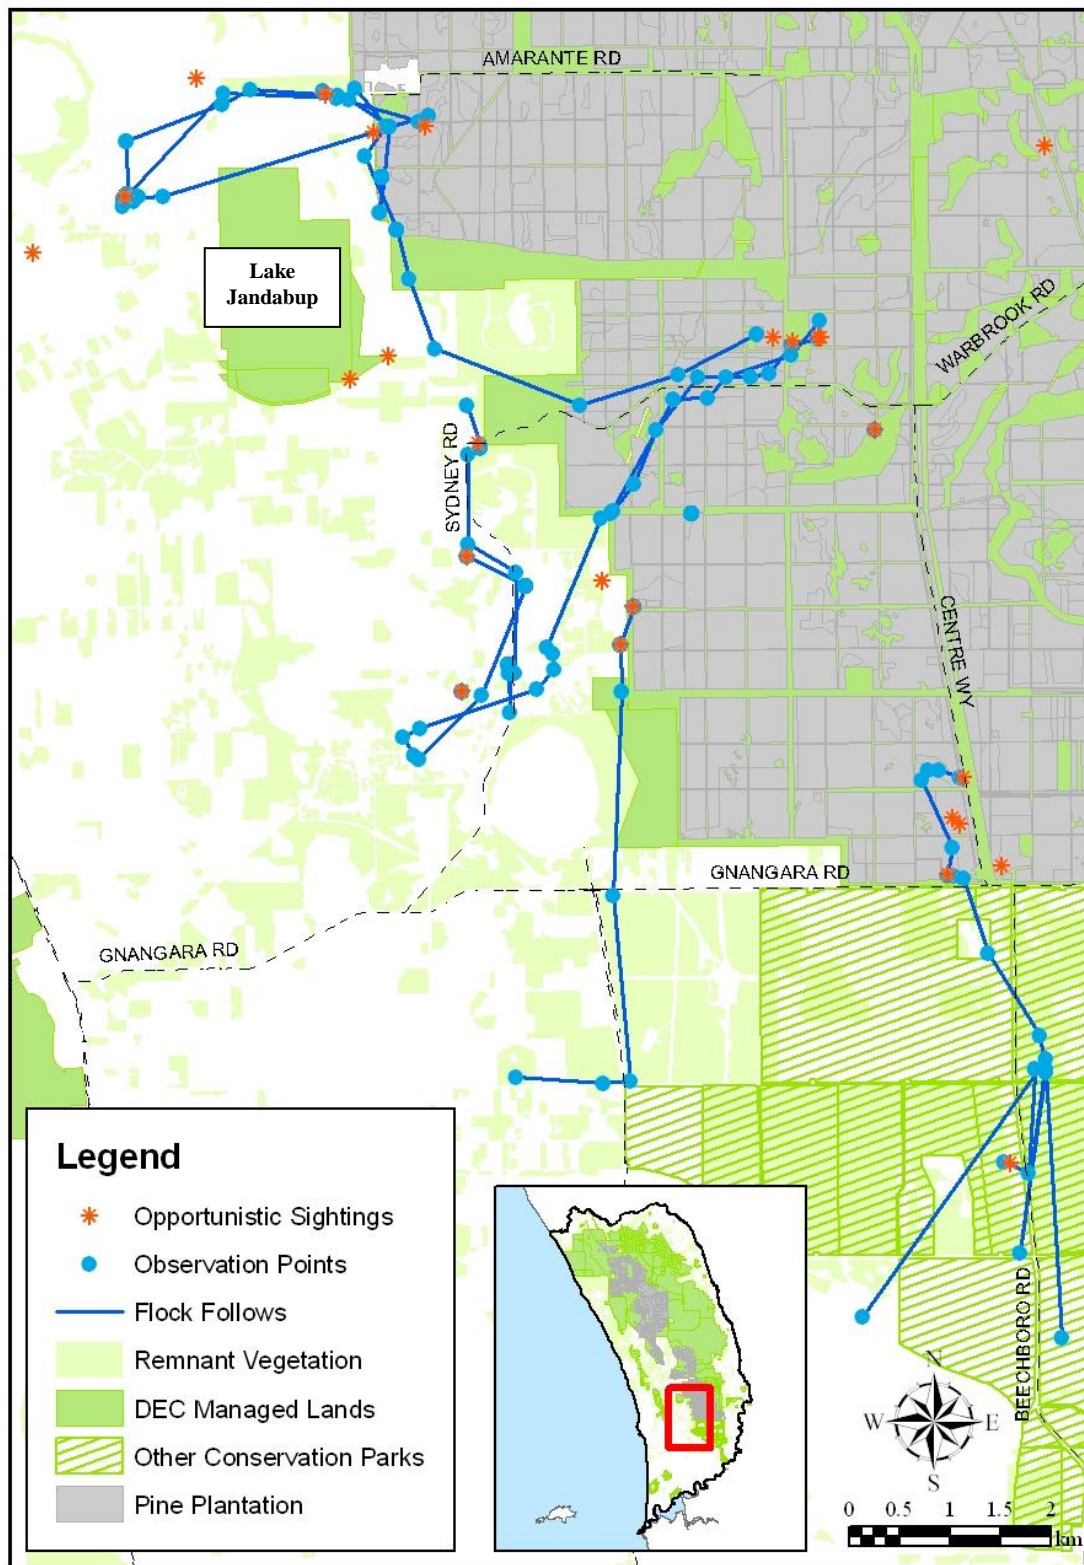 AMARANTE RD
Lake
Jandabup
WARBROOK RD
SYDNEY RD
CENTRE WY
GNANGARA RD
GNANGARA RD
BEECHBORO RD
Legend
Opportunistic Sightings
Observation Points
Flock Follows
Remnant Vegetation
DEC Managed Lands
Other Conservation Parks
Pine Plantation
N
W E
S
0 0.5 1 1.5 2
km